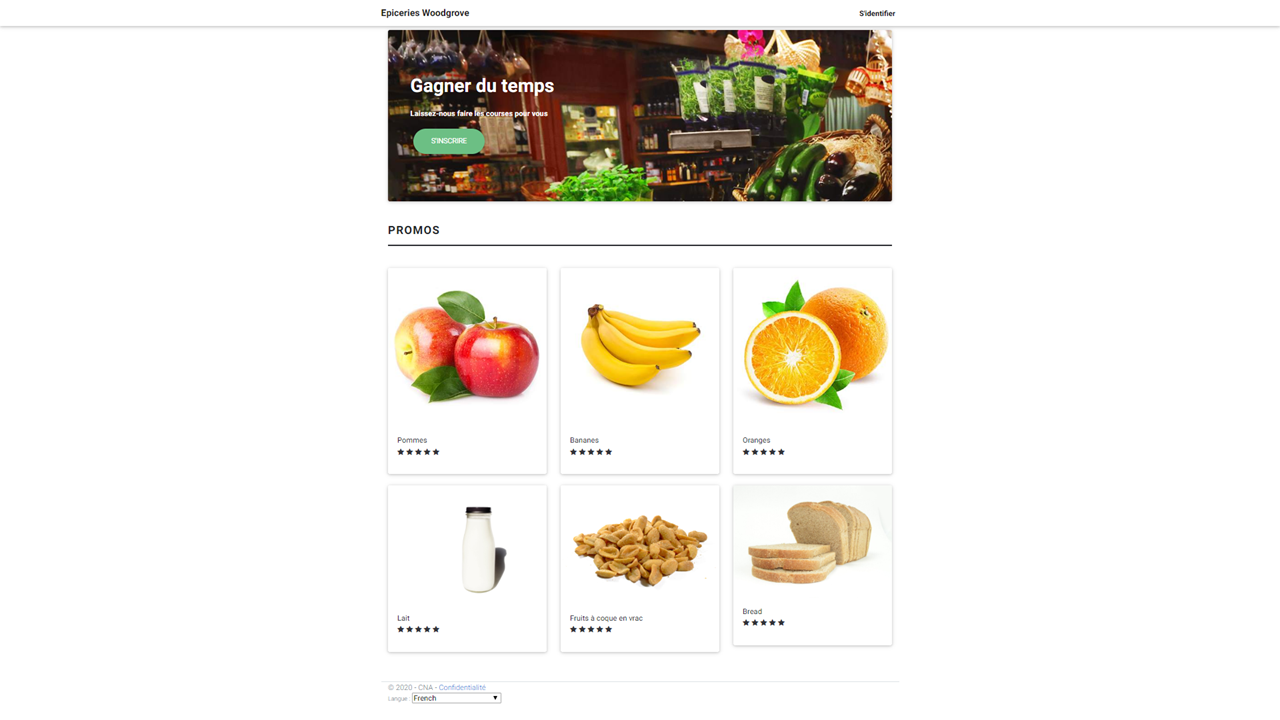 Epiceries Woodgrove
S'identifier
Gagner du temps
Laissez-nous faire les courses pour vous
S'INSCRIRE
PROMOS
Pommes
Bananes
Oranges
Lait
Fruits à coque en vrac
Bread
© 2020 - CNA - Confidentialité
Langue : French